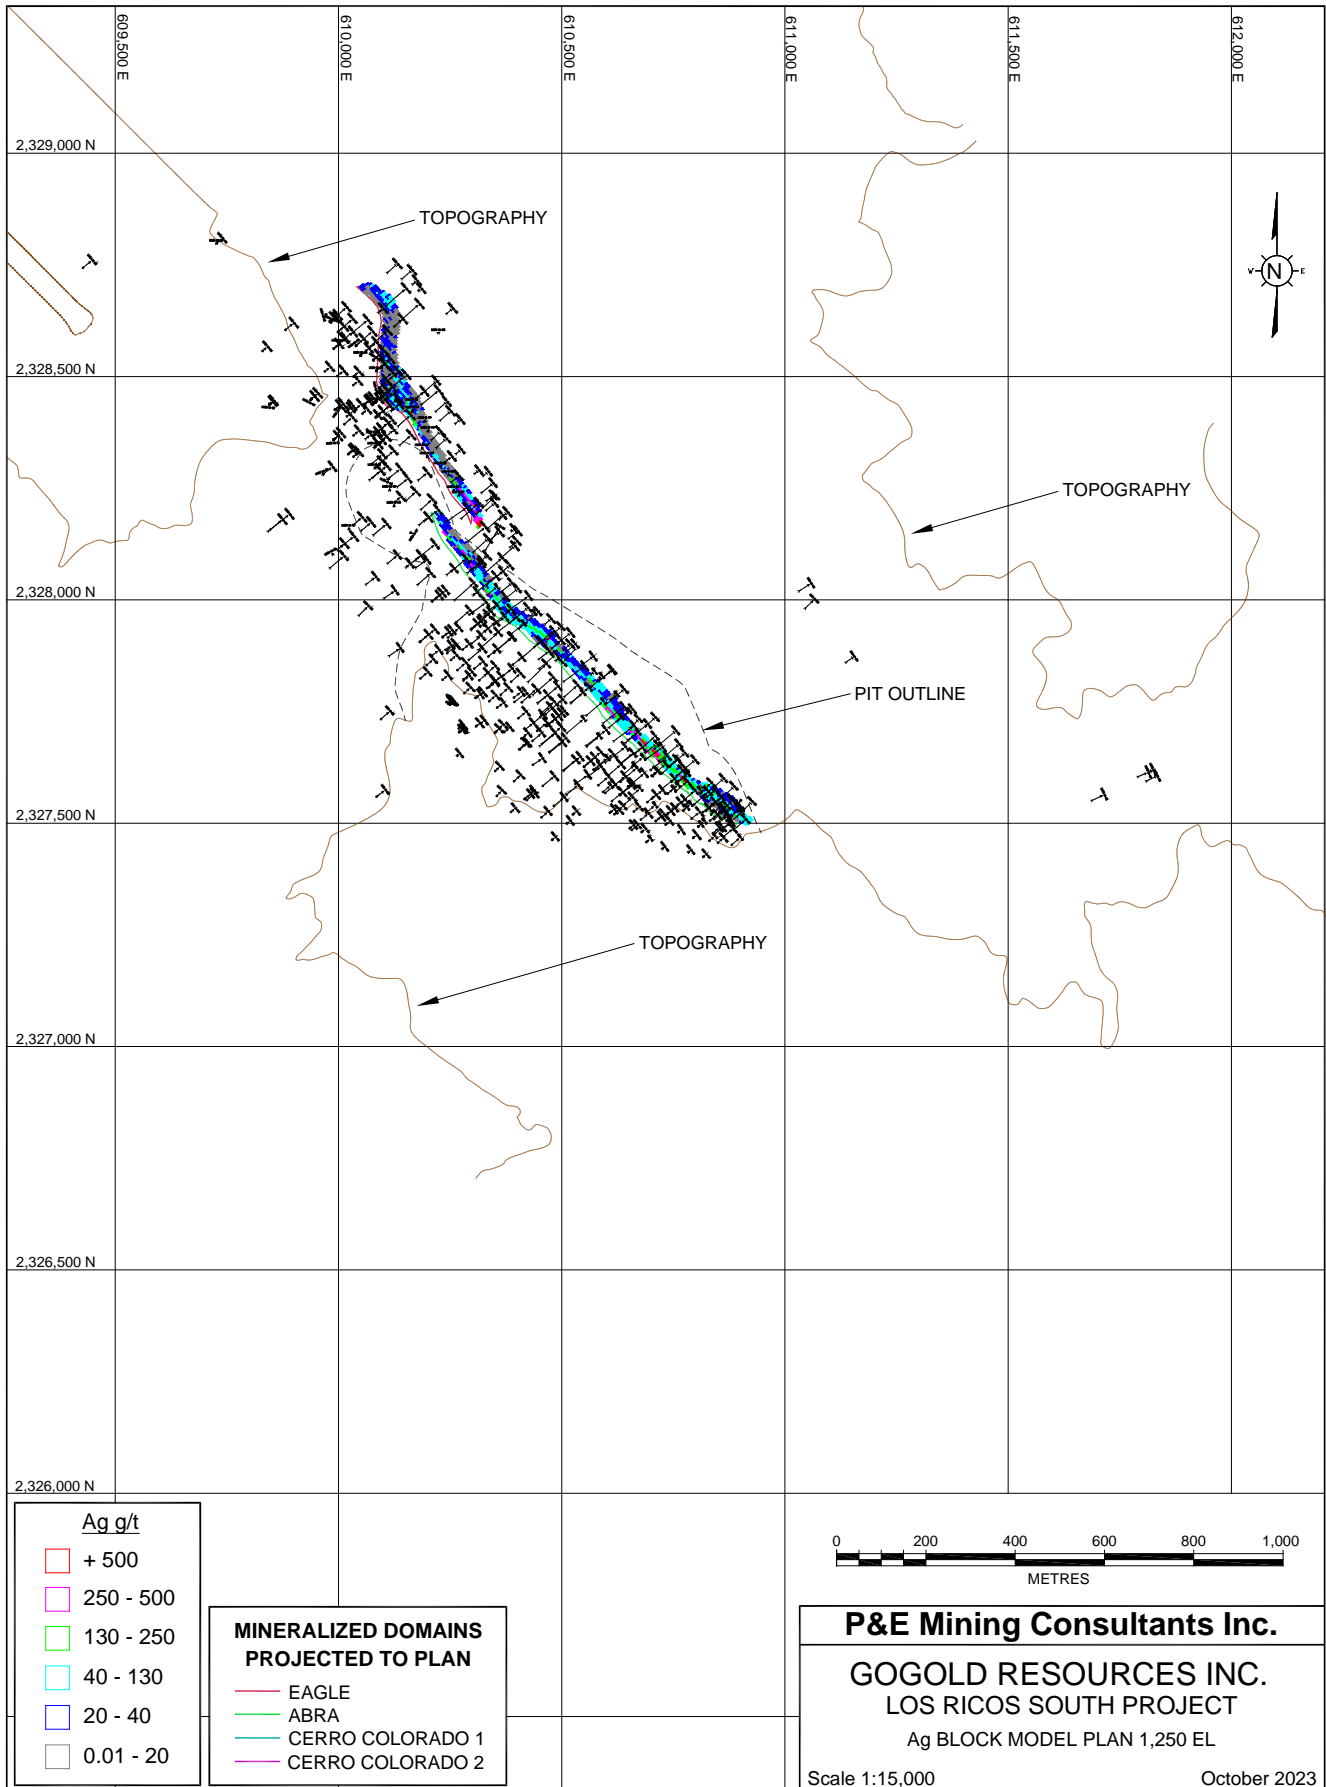 609,500 E
610,000 E
610,500 E
611,000 E
611,500 E
612,000 E
2,329,000 N
TOPOGRAPHY
W N E
2,328,500 N
TOPOGRAPHY
2,328,000 N
PIT OUTLINE
2,327,500 N
TOPOGRAPHY
2,327,000 N
2,326,500 N
2,326,000 N
Ag g/t
+ 500
250 - 500
130 - 250
40 - 130
20 - 40
0.01 - 20
MINERALIZED DOMAINS
PROJECTED TO PLAN
EAGLE
ABRA
CERRO COLORADO 1
CERRO COLORADO 2
0 200 400 600 800 1,000
METRES
P&E Mining Consultants Inc.
GOGOLD RESOURCES INC.
LOS RICOS SOUTH PROJECT
Ag BLOCK MODEL PLAN 1,250 EL
Scale 1:15,000 October 2023